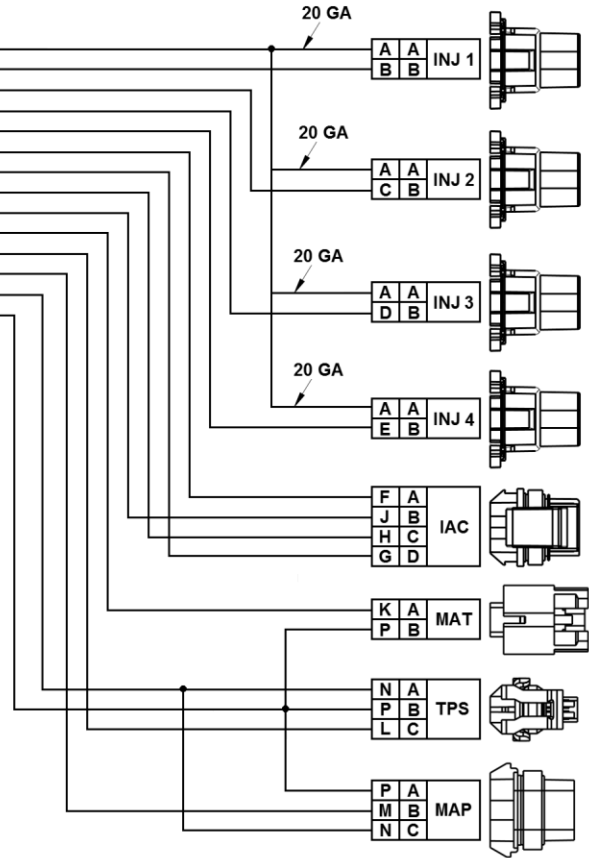 20 GA
A A INJ 1
B B
20 GA
A A INJ 2
C B
20 GA
A A INJ 3
D B
20 GA
A A INJ 4
E B
F A
J B
H C
G D
IAC
K A MAT
P B
N A
P B TPS
L C
P A
M B MAP
N C